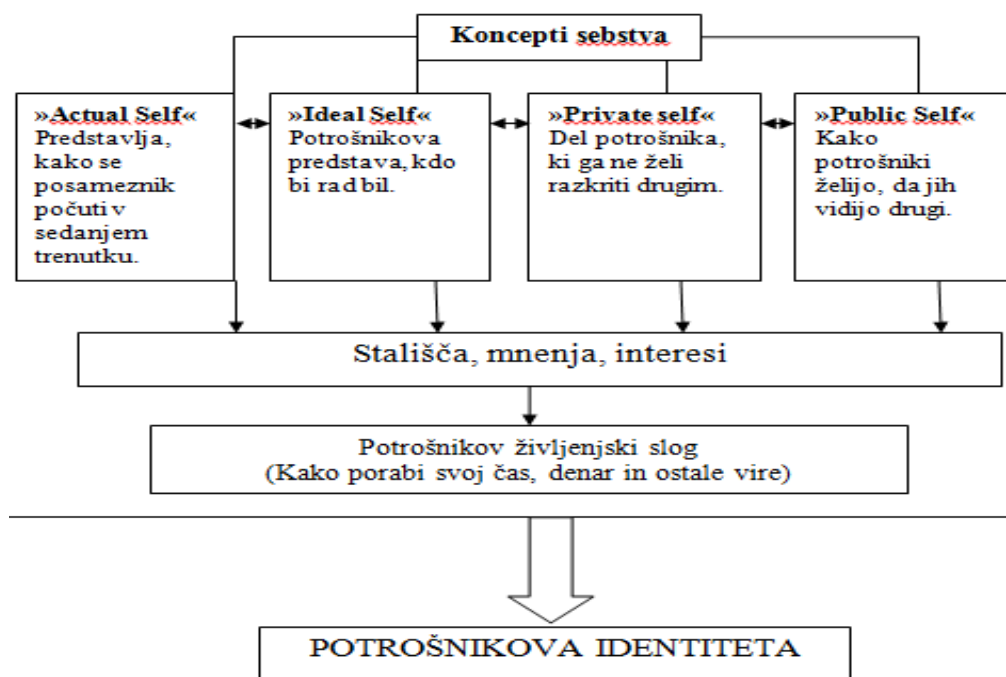 Koncepti sebstva
»Actual Self«
Predstavlja,
kako se
posameznik
počuti v
sedanjem
trenutku.
»Ideal Self«
Potrošnikova
predstava, kdo
bi rad bil.
»Private self«
Del potrošnika,
ki ga ne želi
razkriti drugim.
»Public Self«
Kako
potrošniki
želijo, da jih
vidijo drugi.
Stališča, mnenja, interesi
Potrošnikov življenjski slog
(Kako porabi svoj čas, denar in ostale vire)
POTROŠNIKOVA IDENTITETA